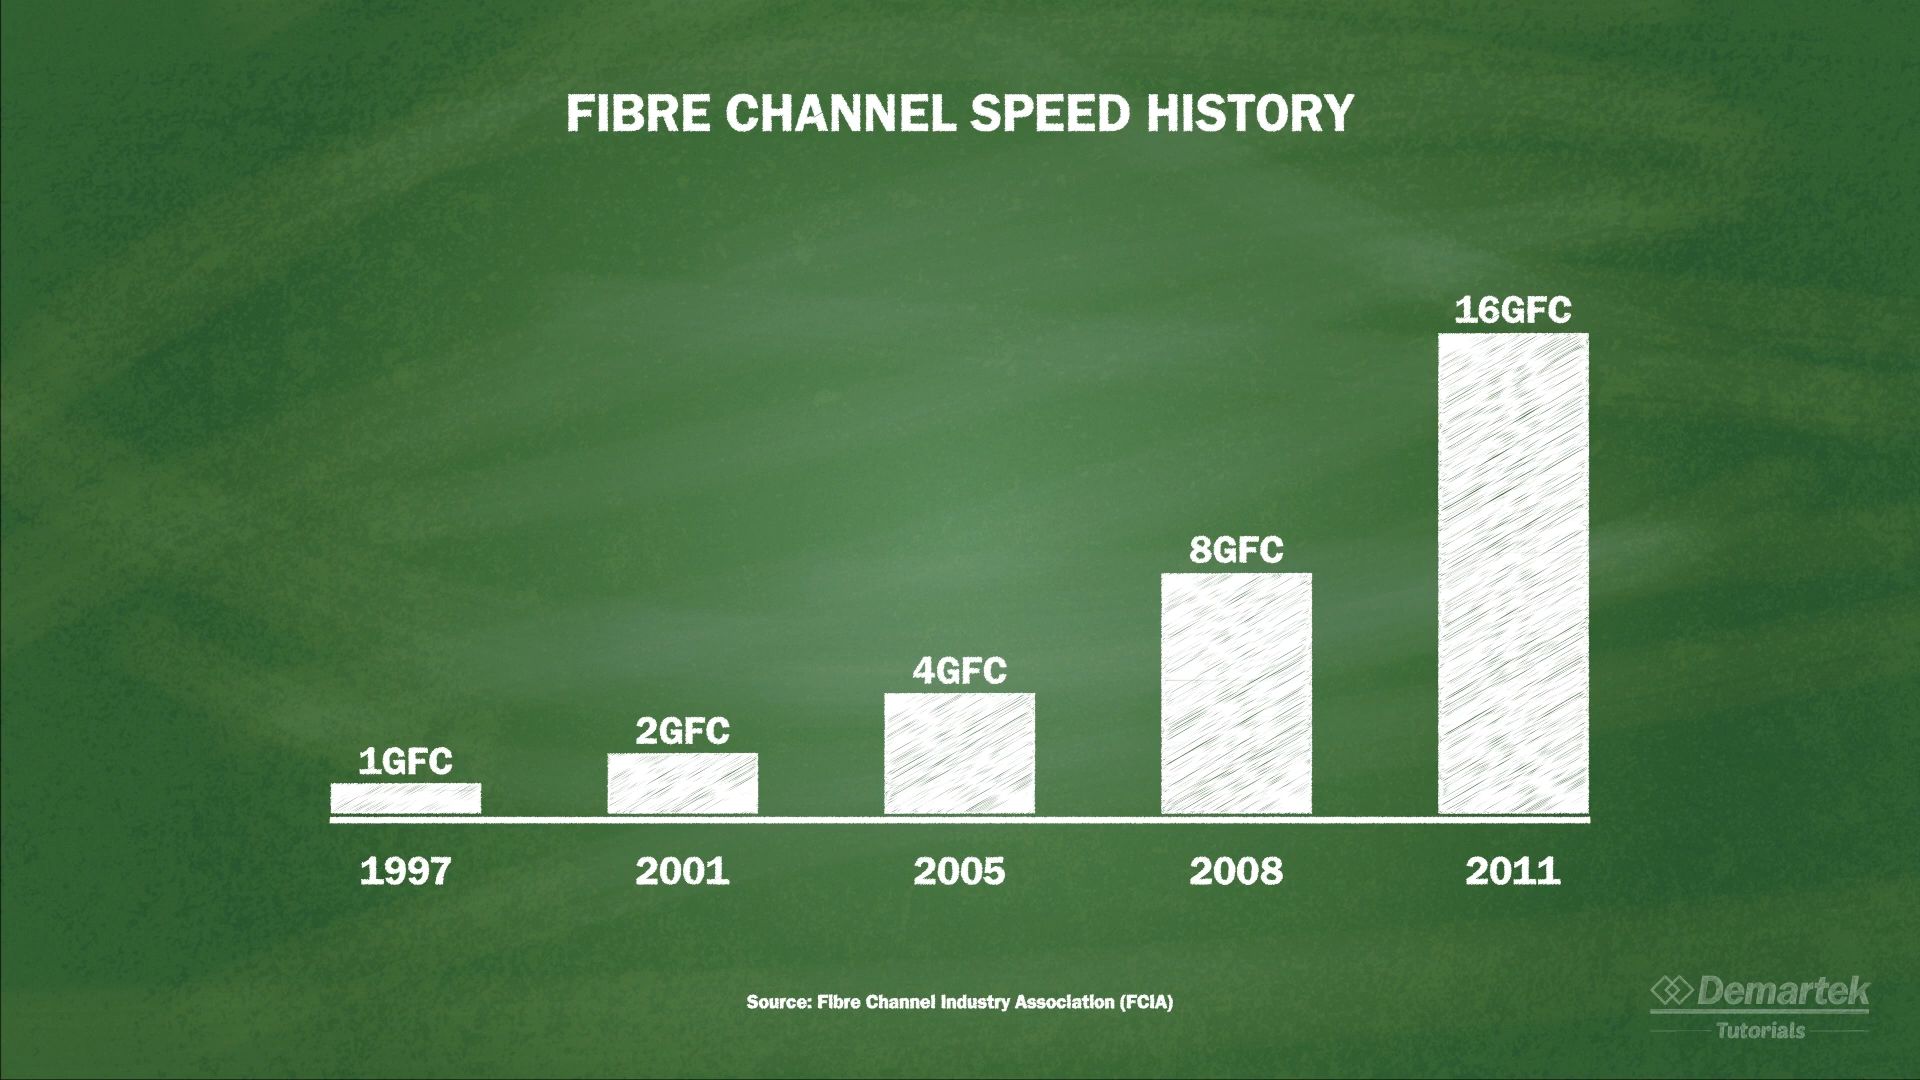 FIBRE CHANNEL SPEED HISTORY
16GFC
8GFC
4GFC
2GFC
1GFC
1997 2001 2005 2008 2011
Source: Fibre Channel Industry Association (FCIA)
Demartek
Tutorials